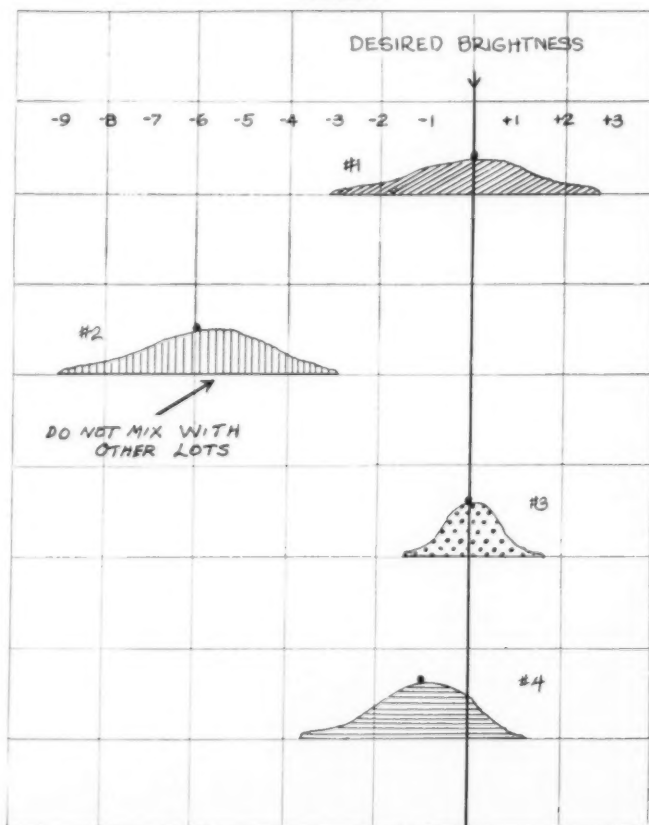 DESIRED BRIGHTNESS
-9 -8 -7 -6 -5 -4 -3 -2 -1 +1 +2 +3
#1
#2
DO NOT MIX WITH
OTHER LOTS
#3
#4